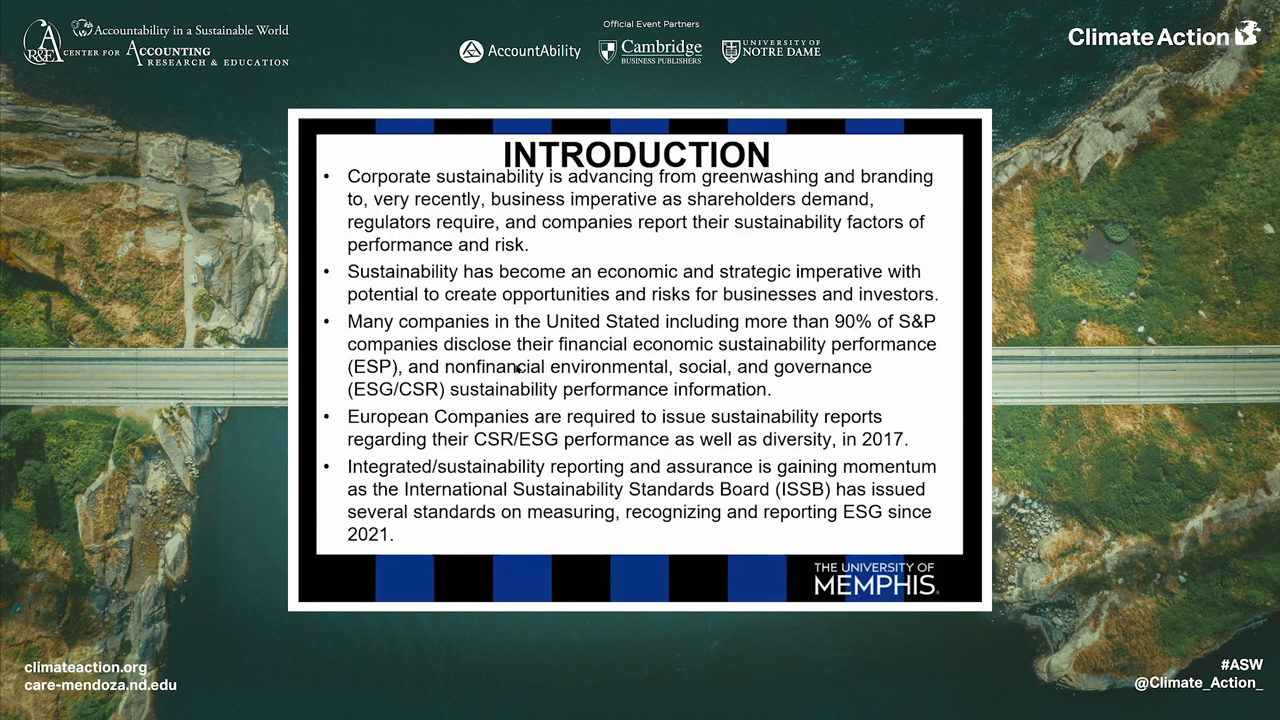 Accountability in a Sustainable World
CARE
CENTER FOR ACCOUNTING
RESEARCH & EDUCATION
Official Event Partners
AccountAbility
Cambridge
BUSINESS PUBLISHERS
UNIVERSITY OF
NOTRE DAME
Climate Action
INTRODUCTION
• Corporate sustainability is advancing from greenwashing and branding
to, very recently, business imperative as shareholders demand,
regulators require, and companies report their sustainability factors of
performance and risk.
• Sustainability has become an economic and strategic imperative with
potential to create opportunities and risks for businesses and investors.
• Many companies in the United Stated including more than 90% of S&P
companies disclose their financial economic sustainability performance
(ESP), and nonfinancial environmental, social, and governance
(ESG/CSR) sustainability performance information.
• European Companies are required to issue sustainability reports
regarding their CSR/ESG performance as well as diversity, in 2017.
• Integrated/sustainability reporting and assurance is gaining momentum
as the International Sustainability Standards Board (ISSB) has issued
several standards on measuring, recognizing and reporting ESG since
2021.
THE UNIVERSITY OF
MEMPHIS.
climateaction.org
care-mendoza.nd.edu
#ASW
@Climate_Action_